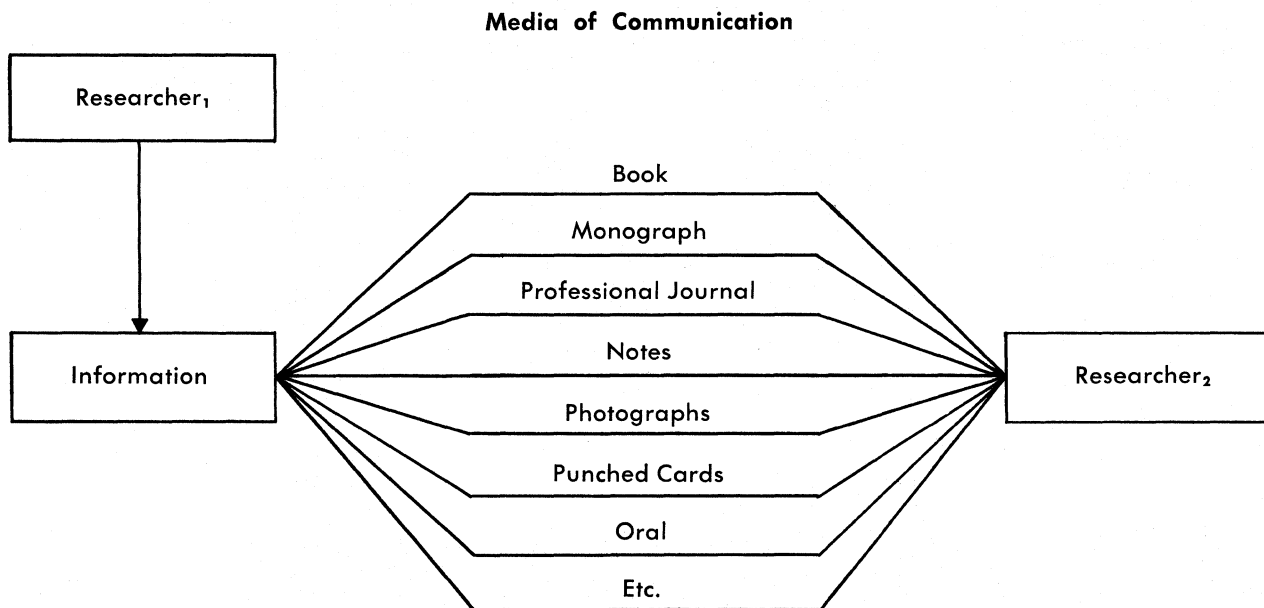 Media of Communication
Researcher₁
Book
Monograph
Professional Journal
Notes
Information
Researcher₂
Photographs
Punched Cards
Oral
Etc.